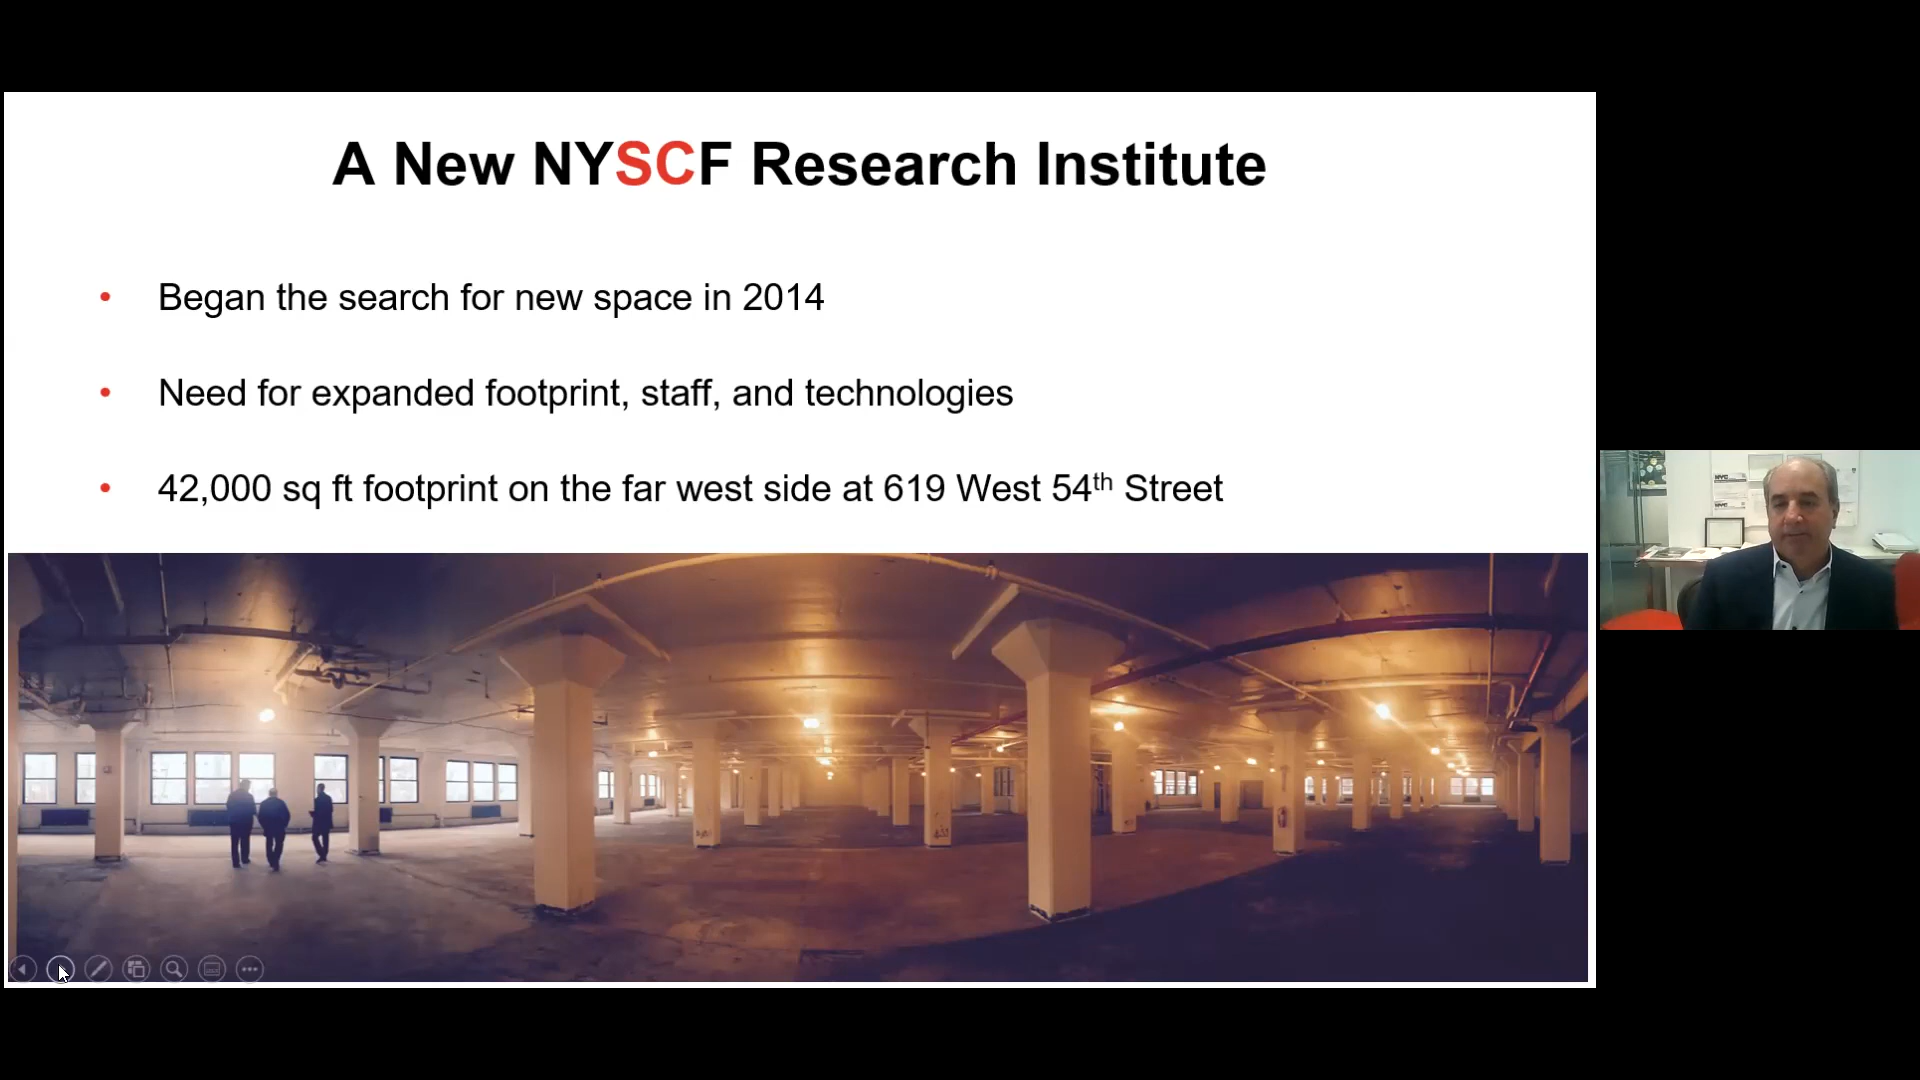 A New NYSCF Research Institute
• Began the search for new space in 2014
• Need for expanded footprint, staff, and technologies
• 42,000 sq ft footprint on the far west side at 619 West 54th Street